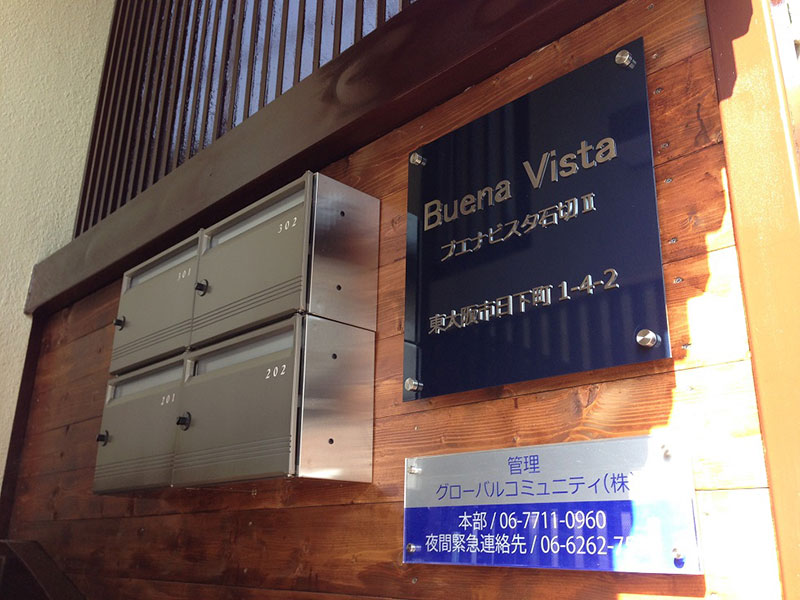 301
302
201
202
Buena Vista
ブエナビスタ石切 II
東大阪市日下町 1-4-2
管理
グローバルコミュニティ(株)
本部 / 06-7711-0960
夜間緊急連絡先 / 06-6262-7